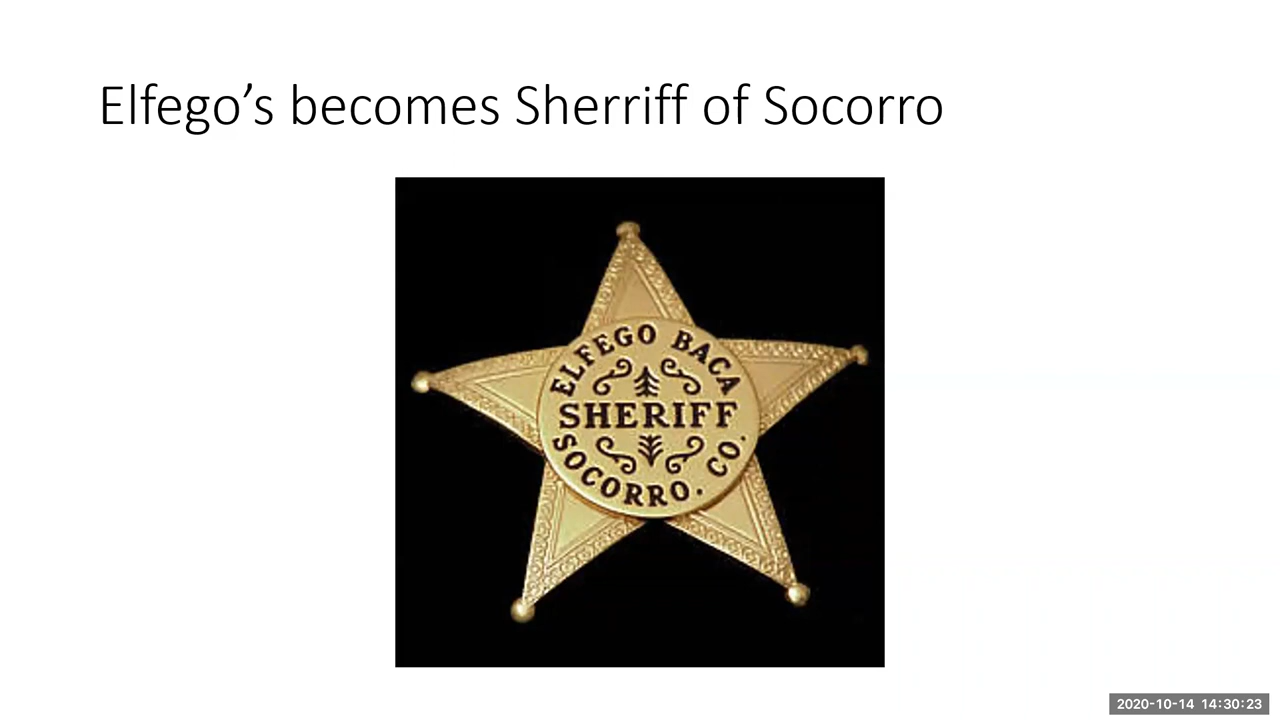 Elfego’s becomes Sherriff of Socorro
ELFEGO BACA
SHERIFF
SOCORRO. CO.
2020-10-14 14:30:23